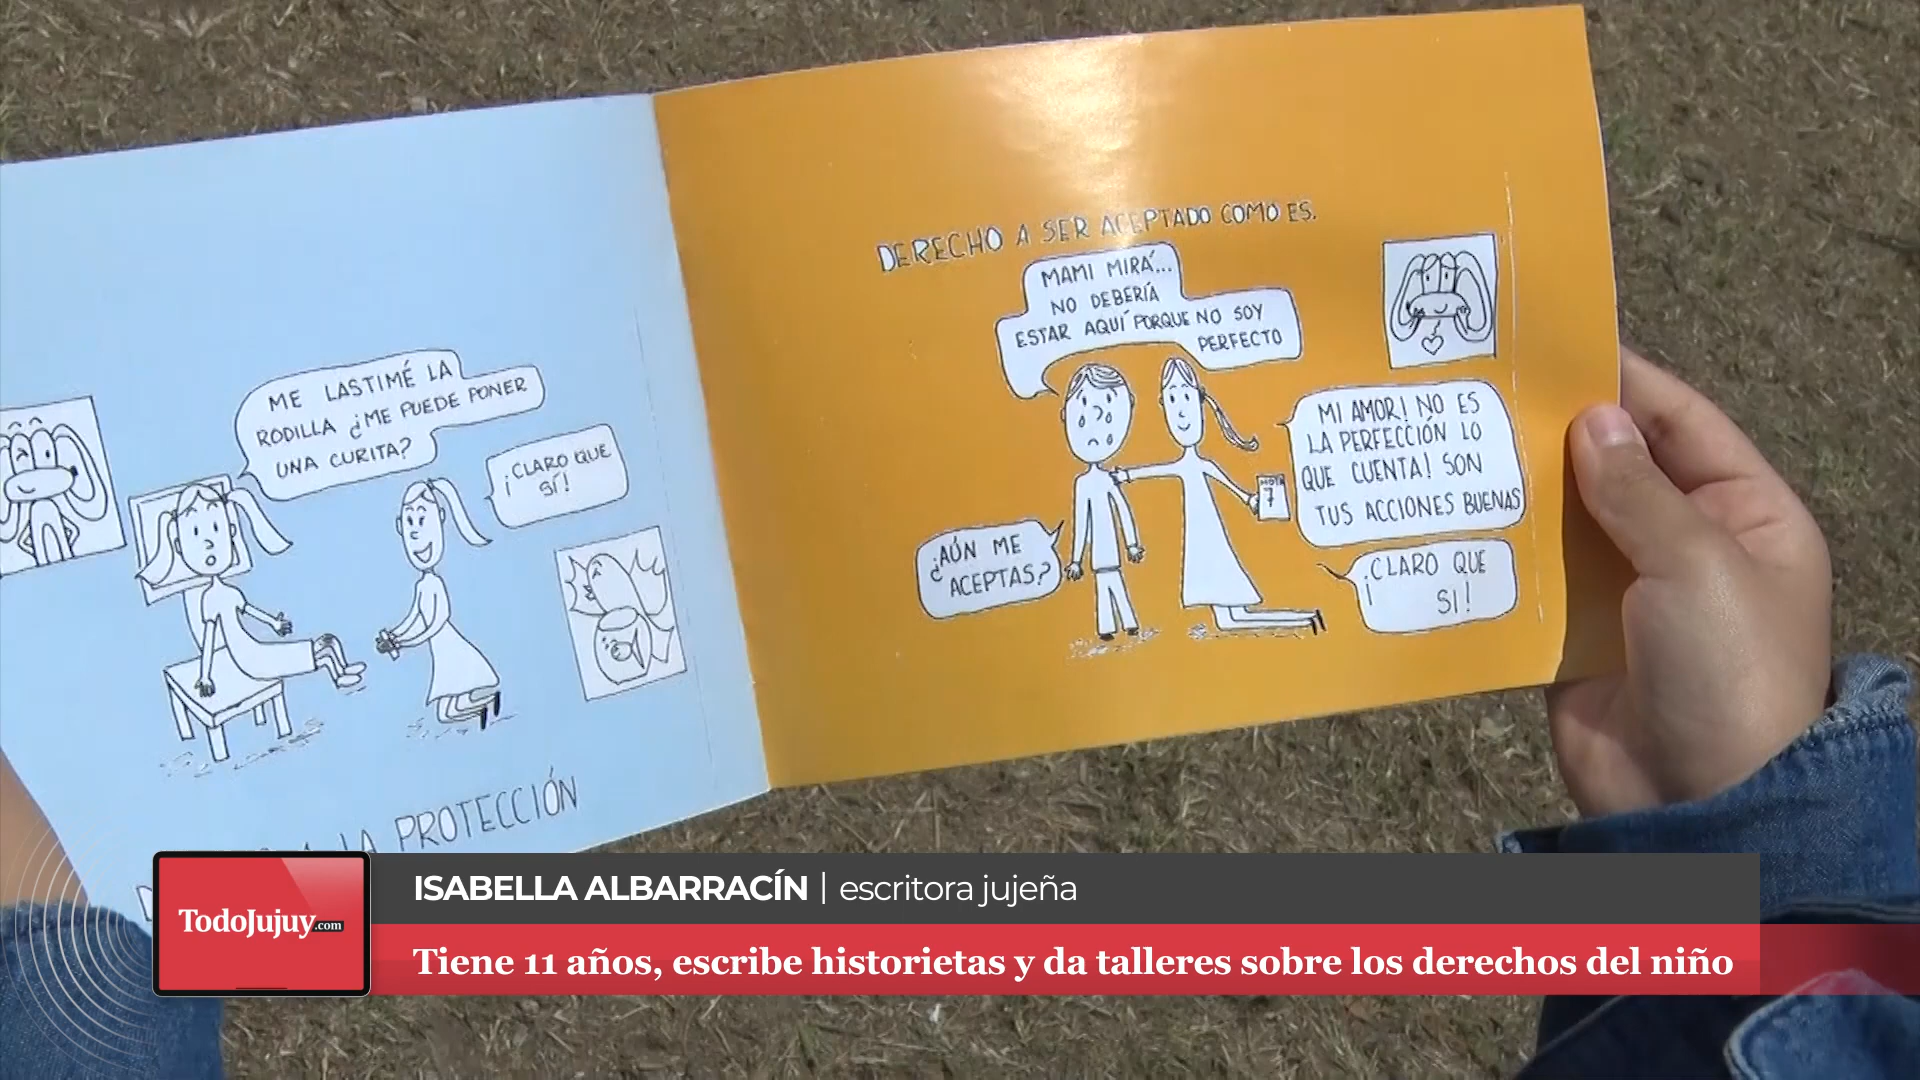 ME LASTIMÉ LA
RODILLA ¿ME PUEDE PONER
UNA CURITA?
¡CLARO QUE
SÍ!
A LA PROTECCIÓN
DERECHO A SER ACEPTADO COMO ES.
MAMI MIRÁ...
NO DEBERÍA
ESTAR AQUÍ PORQUE NO SOY
PERFECTO
MI AMOR! NO ES
LA PERFECCIÓN LO
QUE CUENTA! SON
TUS ACCIONES BUENAS
NOTA
7
¿AÚN ME
ACEPTAS?
¡CLARO QUE
SI!
TodoJujuy.com
ISABELLA ALBARRACÍN | escritora jujeña
Tiene 11 años, escribe historietas y da talleres sobre los derechos del niño